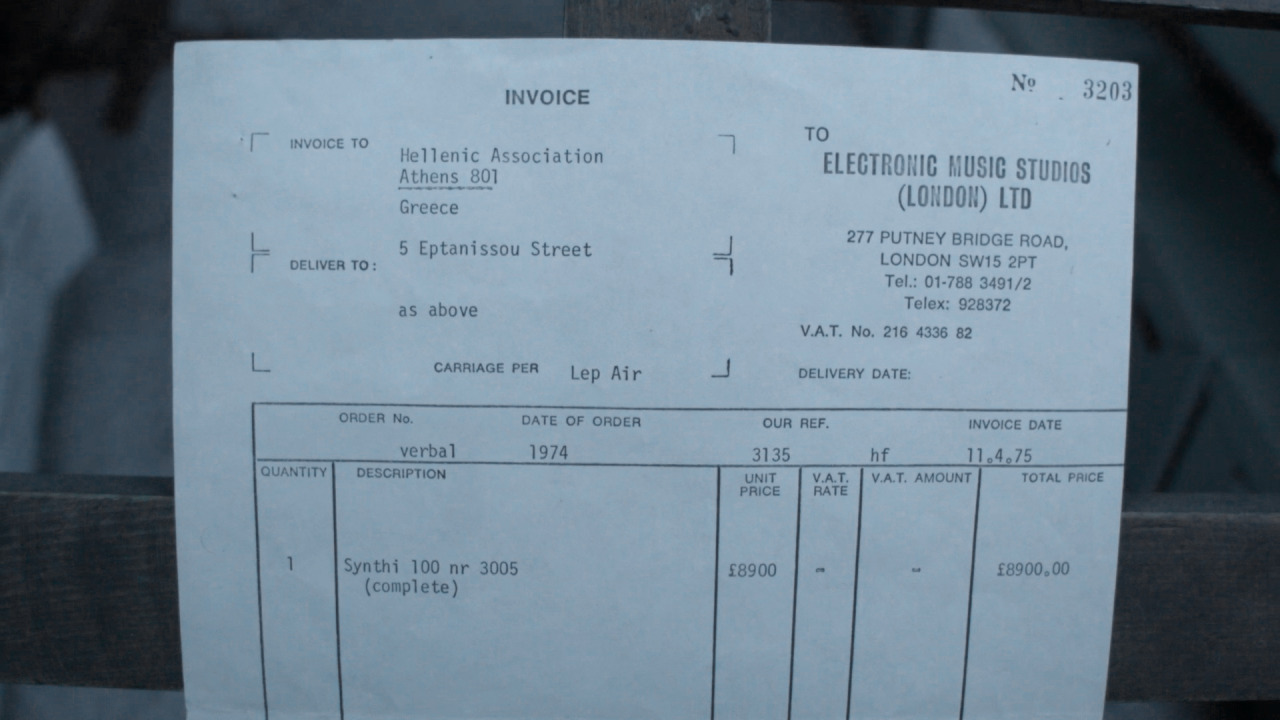 INVOICE
Nº 3203
INVOICE TO
Hellenic Association
Athens 801
Greece
5 Eptanissou Street
DELIVER TO:
as above
CARRIAGE PER Lep Air
TO
ELECTRONIC MUSIC STUDIOS
(LONDON) LTD
277 PUTNEY BRIDGE ROAD,
LONDON SW15 2PT
Tel.: 01-788 3491/2
Telex: 928372
V.A.T. No. 216 4336 82
DELIVERY DATE:
ORDER No. DATE OF ORDER OUR REF. INVOICE DATE
verbal 1974 3135 hf 11.4.75
QUANTITY DESCRIPTION UNIT PRICE V.A.T. RATE V.A.T. AMOUNT TOTAL PRICE
1 Synthi 100 nr 3005 £8900 - - £8900.00
(complete)